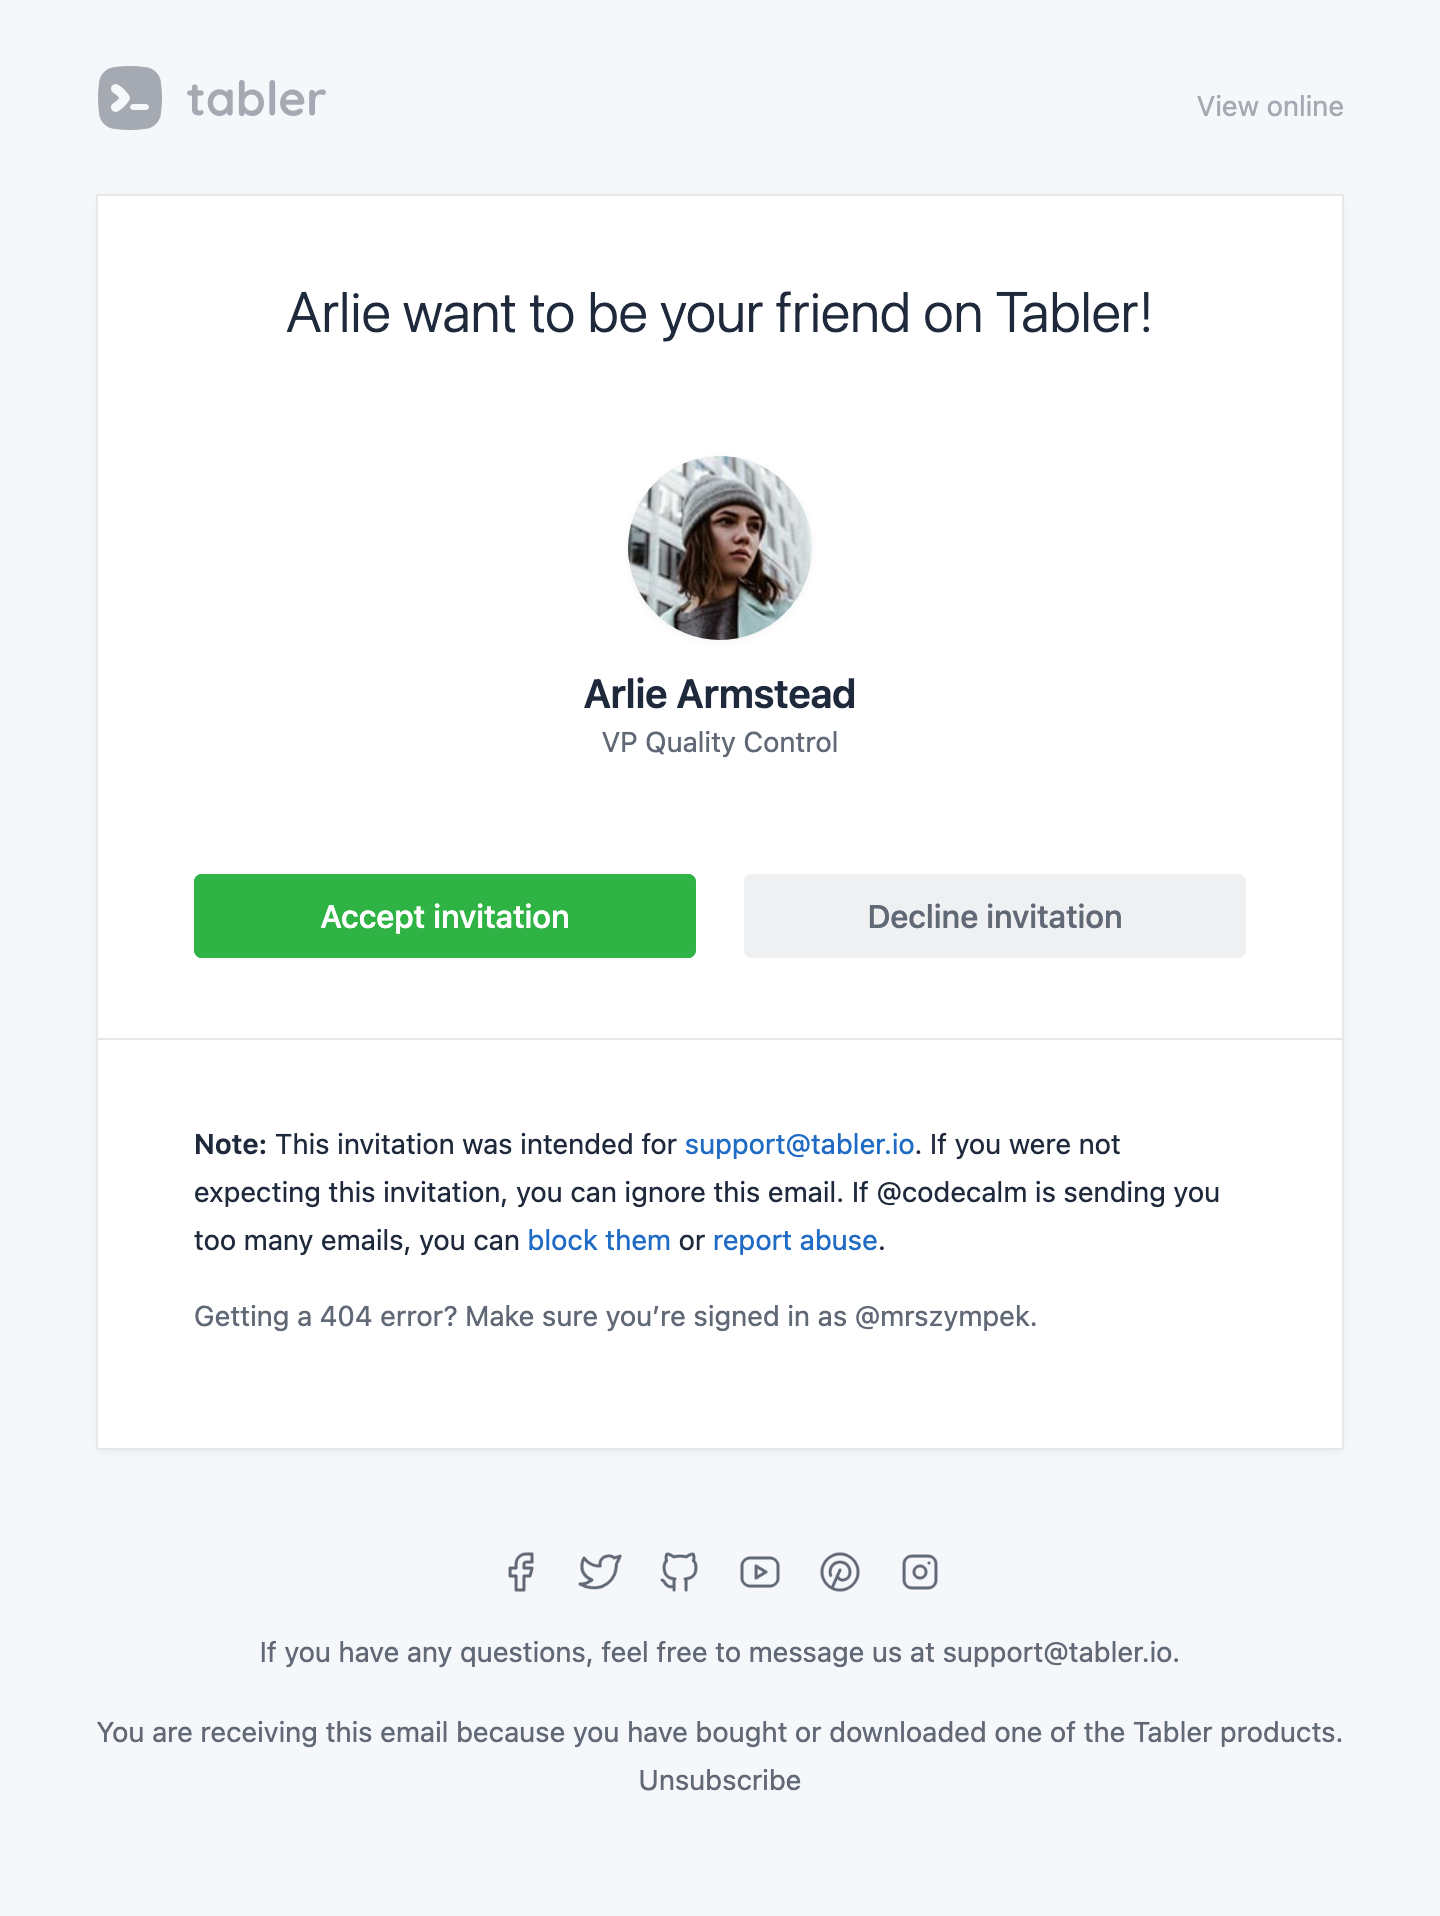 tabler
View online
Arlie want to be your friend on Tabler!
Arlie Armstead
VP Quality Control
Accept invitation
Decline invitation
Note: This invitation was intended for support@tabler.io. If you were not
expecting this invitation, you can ignore this email. If @codecalm is sending you
too many emails, you can block them or report abuse.
Getting a 404 error? Make sure you’re signed in as @mrszympek.
If you have any questions, feel free to message us at support@tabler.io.
You are receiving this email because you have bought or downloaded one of the Tabler products.
Unsubscribe